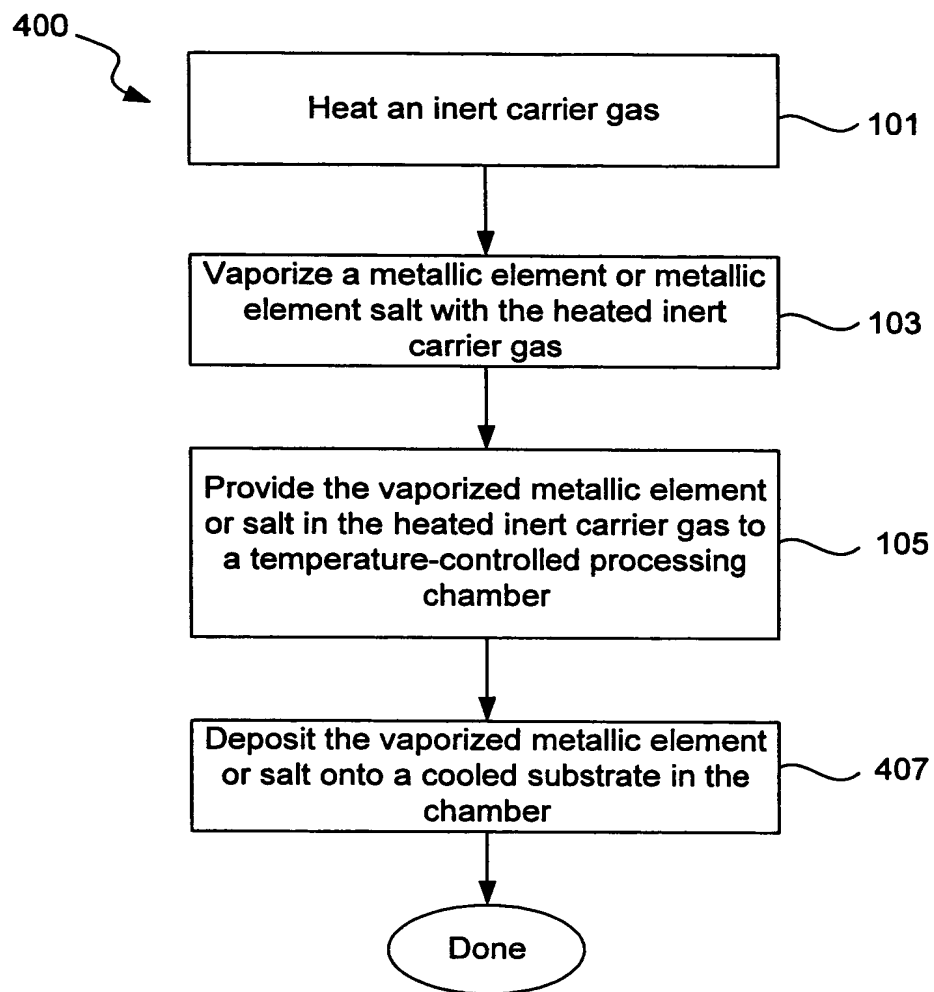 400
Heat an inert carrier gas
101
Vaporize a metallic element or metallic
element salt with the heated inert
carrier gas
103
Provide the vaporized metallic element
or salt in the heated inert carrier gas to
a temperature-controlled processing
chamber
105
Deposit the vaporized metallic element
or salt onto a cooled substrate in the
chamber
407
Done